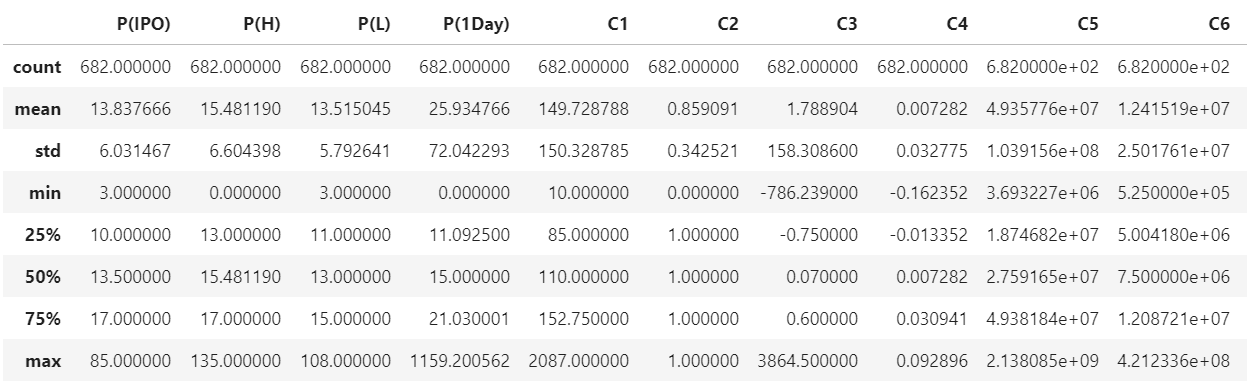 P(IPO) P(H) P(L) P(1Day) C1 C2 C3 C4 C5 C6
count 682.000000 682.000000 682.000000 682.000000 682.000000 682.000000 682.000000 682.000000 6.820000e+02 6.820000e+02
mean 13.837666 15.481190 13.515045 25.934766 149.728788 0.859091 1.788904 0.007282 4.935776e+07 1.241519e+07
std 6.031467 6.604398 5.792641 72.042293 150.328785 0.342521 158.308600 0.032775 1.039156e+08 2.501761e+07
min 3.000000 0.000000 3.000000 0.000000 10.000000 0.000000 -786.239000 -0.162352 3.693227e+06 5.250000e+05
25% 10.000000 13.000000 11.000000 11.092500 85.000000 1.000000 -0.750000 -0.013352 1.874682e+07 5.004180e+06
50% 13.500000 15.481190 13.000000 15.000000 110.000000 1.000000 0.070000 0.007282 2.759165e+07 7.500000e+06
75% 17.000000 17.000000 15.000000 21.030001 152.750000 1.000000 0.600000 0.030941 4.938184e+07 1.208721e+07
max 85.000000 135.000000 108.000000 1159.200562 2087.000000 1.000000 3864.500000 0.092896 2.138085e+09 4.212336e+08